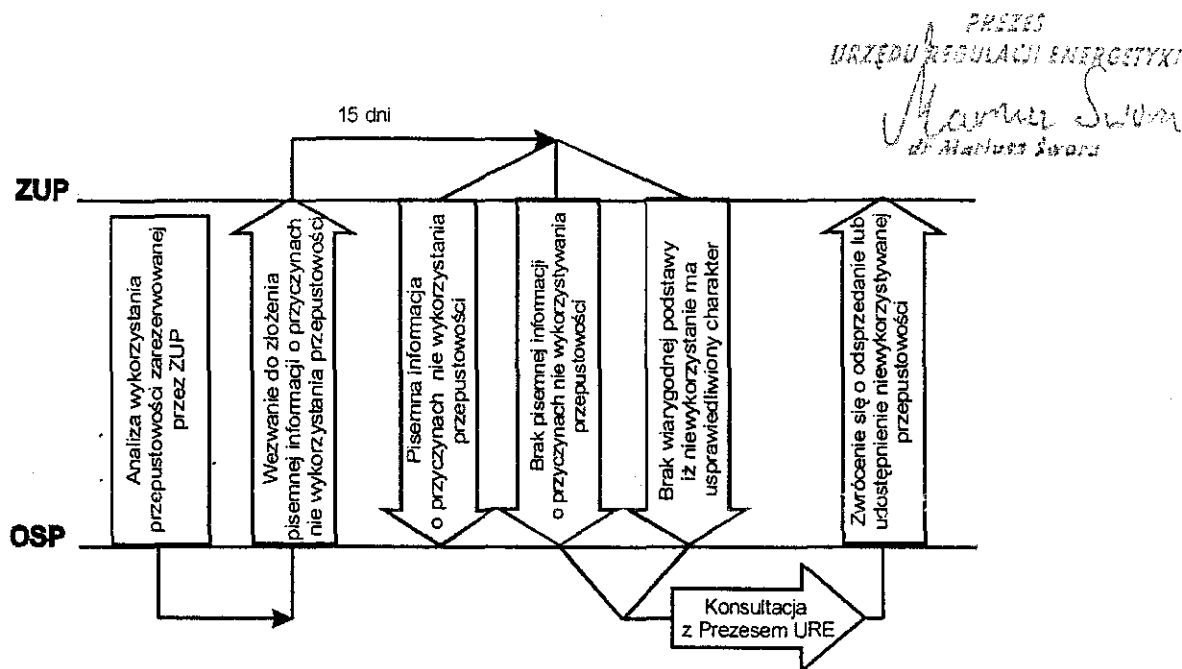 PREZES
URZĘDU REGULACJI ENERGETYKI
dr Mariusz Swora
15 dni
ZUP
Analiza wykorzystania
przepustowości zarezerwowanej
przez ZUP
Wezwanie do złożenia
pisemnej informacji o przyczynach
nie wykorzystania przepustowości
Pisemna informacja
o przyczynach nie wykorzystania
przepustowości
Brak pisemnej informacji
o przyczynach nie wykorzystywania
przepustowości
Brak wiarygodnej podstawy
iż niewykorzystanie ma
usprawiedliwiony charakter
Zwrócenie się o odsprzedanie lub
udostępnienie niewykorzystywanej
przepustowości
OSP
Konsultacja
z Prezesem URE